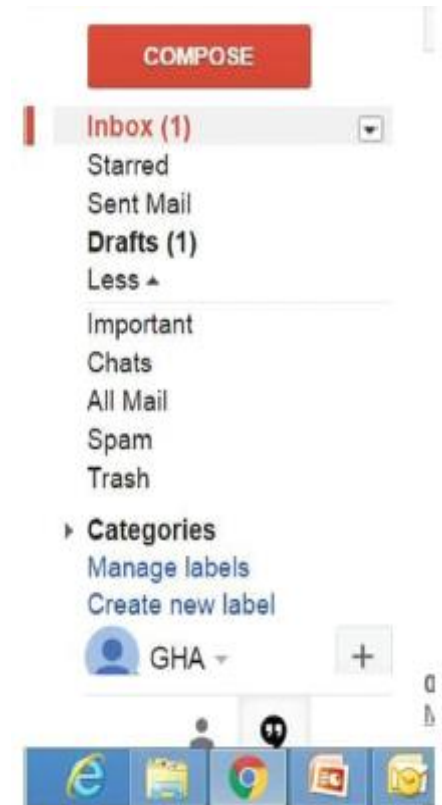 COMPOSE
Inbox (1)
Starred
Sent Mail
Drafts (1)
Less
Important
Chats
All Mail
Spam
Trash
Categories
Manage labels
Create new label
GHA